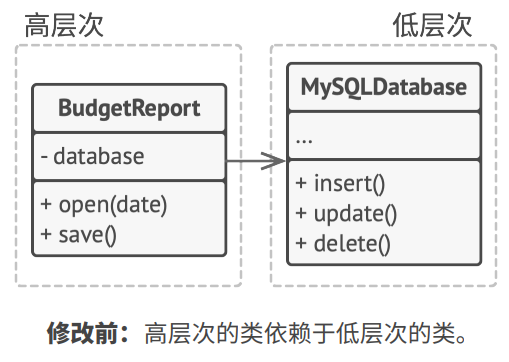 高层次
低层次
BudgetReport
- database
+ open(date)
+ save()
MySQLDatabase
...
+ insert()
+ update()
+ delete()
修改前：高层次的类依赖于低层次的类。